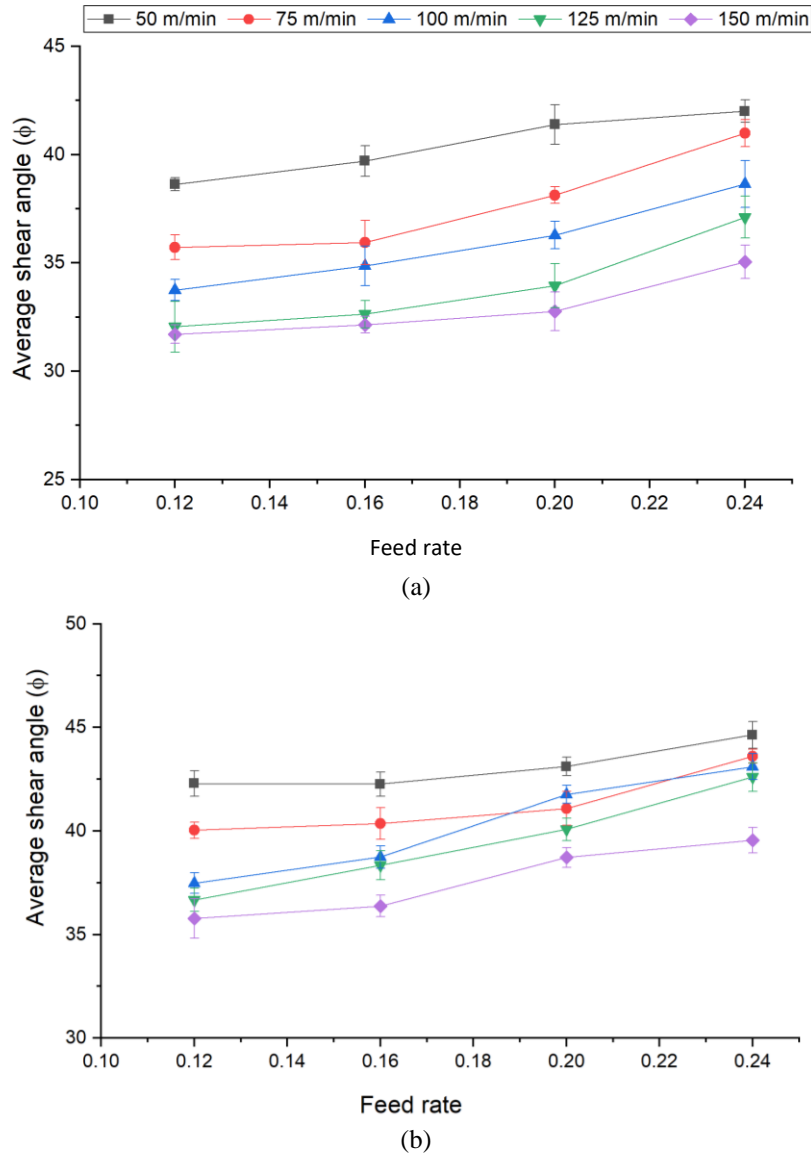 50 m/min 75 m/min 100 m/min 125 m/min 150 m/min
45
40
35
30
25
Average shear angle (ϕ)
0.10 0.12 0.14 0.16 0.18 0.20 0.22 0.24
Feed rate
(a)
50
45
40
35
30
Average shear angle (ϕ)
0.10 0.12 0.14 0.16 0.18 0.20 0.22 0.24
Feed rate
(b)